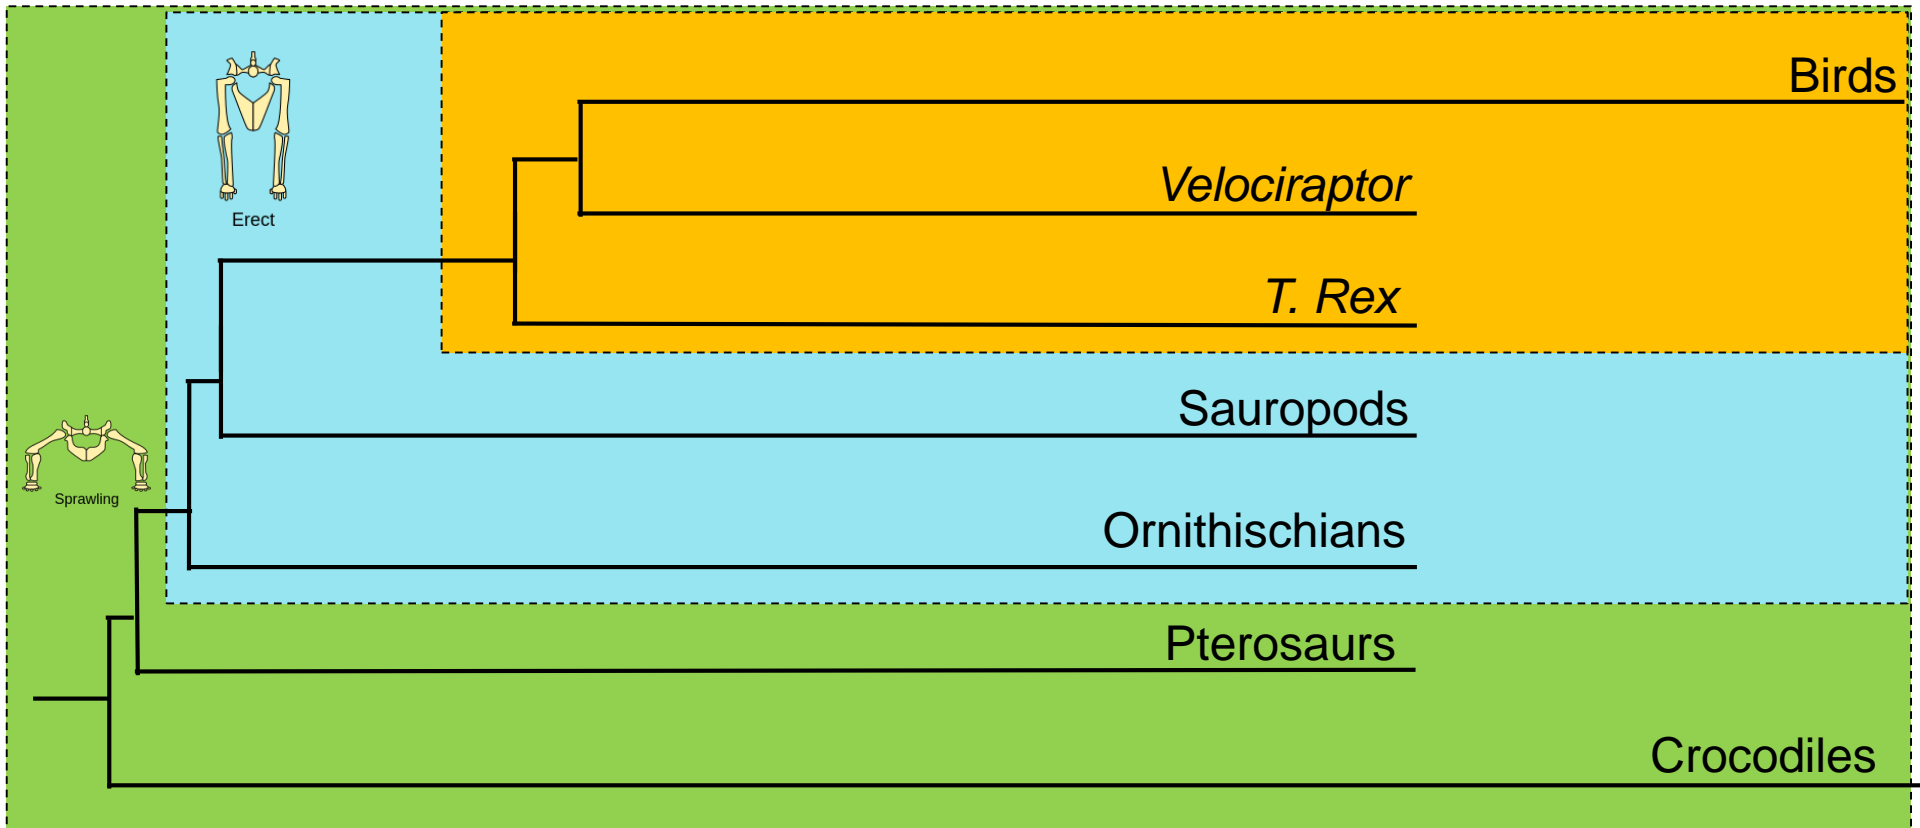 Birds
Velociraptor
Erect
T. Rex
Sauropods
Sprawling
Ornithischians
Pterosaurs
Crocodiles